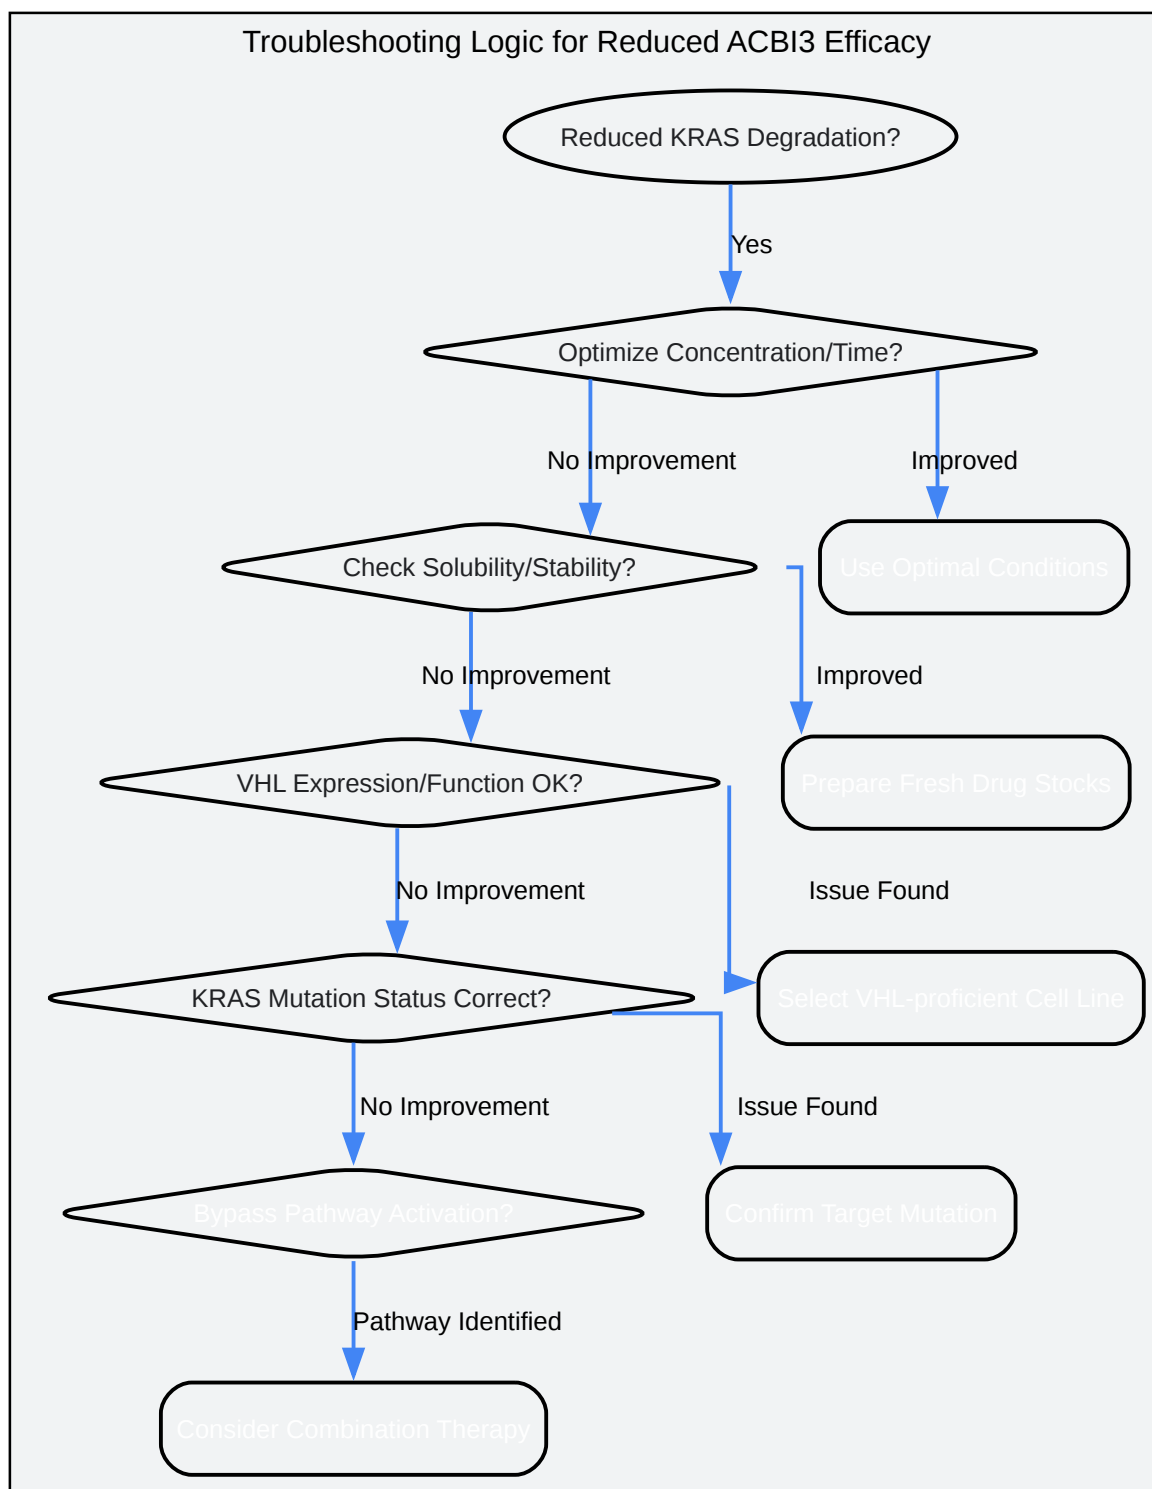 Troubleshooting Logic for Reduced ACBI3 Efficacy
Reduced KRAS Degradation?
Yes
Optimize Concentration/Time?
No Improvement
Improved
Check Solubility/Stability?
Use Optimal Conditions
No Improvement
Improved
VHL Expression/Function OK?
Prepare Fresh Drug Stocks
No Improvement
Issue Found
KRAS Mutation Status Correct?
Select VHL-proficient Cell Line
No Improvement
Issue Found
Bypass Pathway Activation?
Confirm Target Mutation
Pathway Identified
Consider Combination Therapy